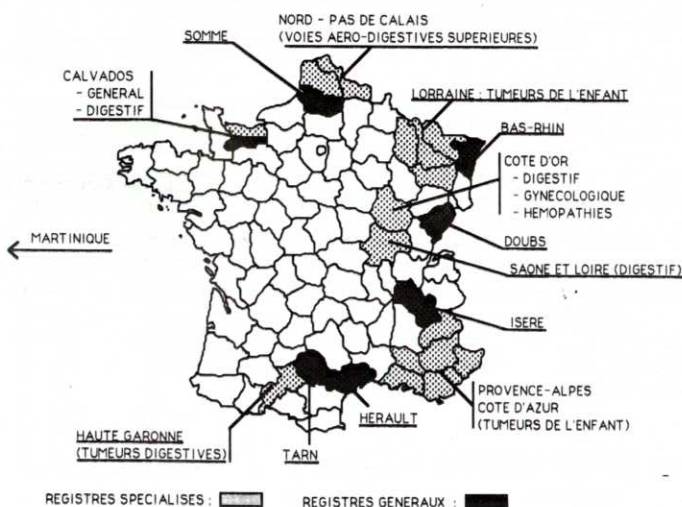 NORD - PAS DE CALAIS
(VOIES AERO-DIGESTIVES SUPERIEURES)
SOMME
CALVADOS
- GENERAL
- DIGESTIF
LORRAINE : TUMEURS DE L'ENFANT
BAS-RHIN
COTE D'OR
- DIGESTIF
- GYNECOLOGIQUE
- HEMOPATHIES
MARTINIQUE
DOUBS
SAONE ET LOIRE (DIGESTIF)
ISERE
PROVENCE-ALPES
COTE D'AZUR
(TUMEURS DE L'ENFANT)
HERAULT
HAUTE GARONNE
(TUMEURS DIGESTIVES)
TARN
REGISTRES SPECIALISES :
REGISTRES GENERAUX :